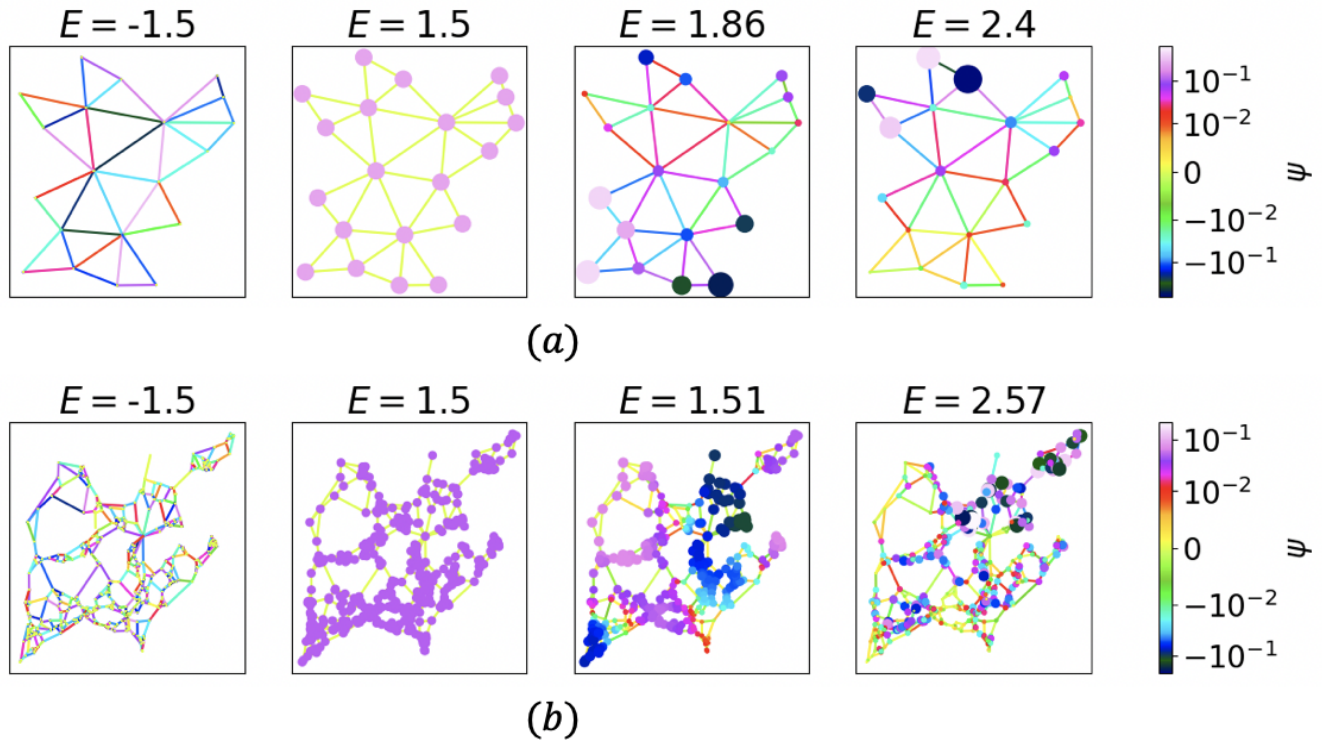 E = -1.5 E = 1.5 E = 1.86 E = 2.4
10⁻¹
10⁻²
0
−10⁻²
−10⁻¹
ψ
(a)
E = -1.5 E = 1.5 E = 1.51 E = 2.57
10⁻¹
10⁻²
0
−10⁻²
−10⁻¹
ψ
(b)